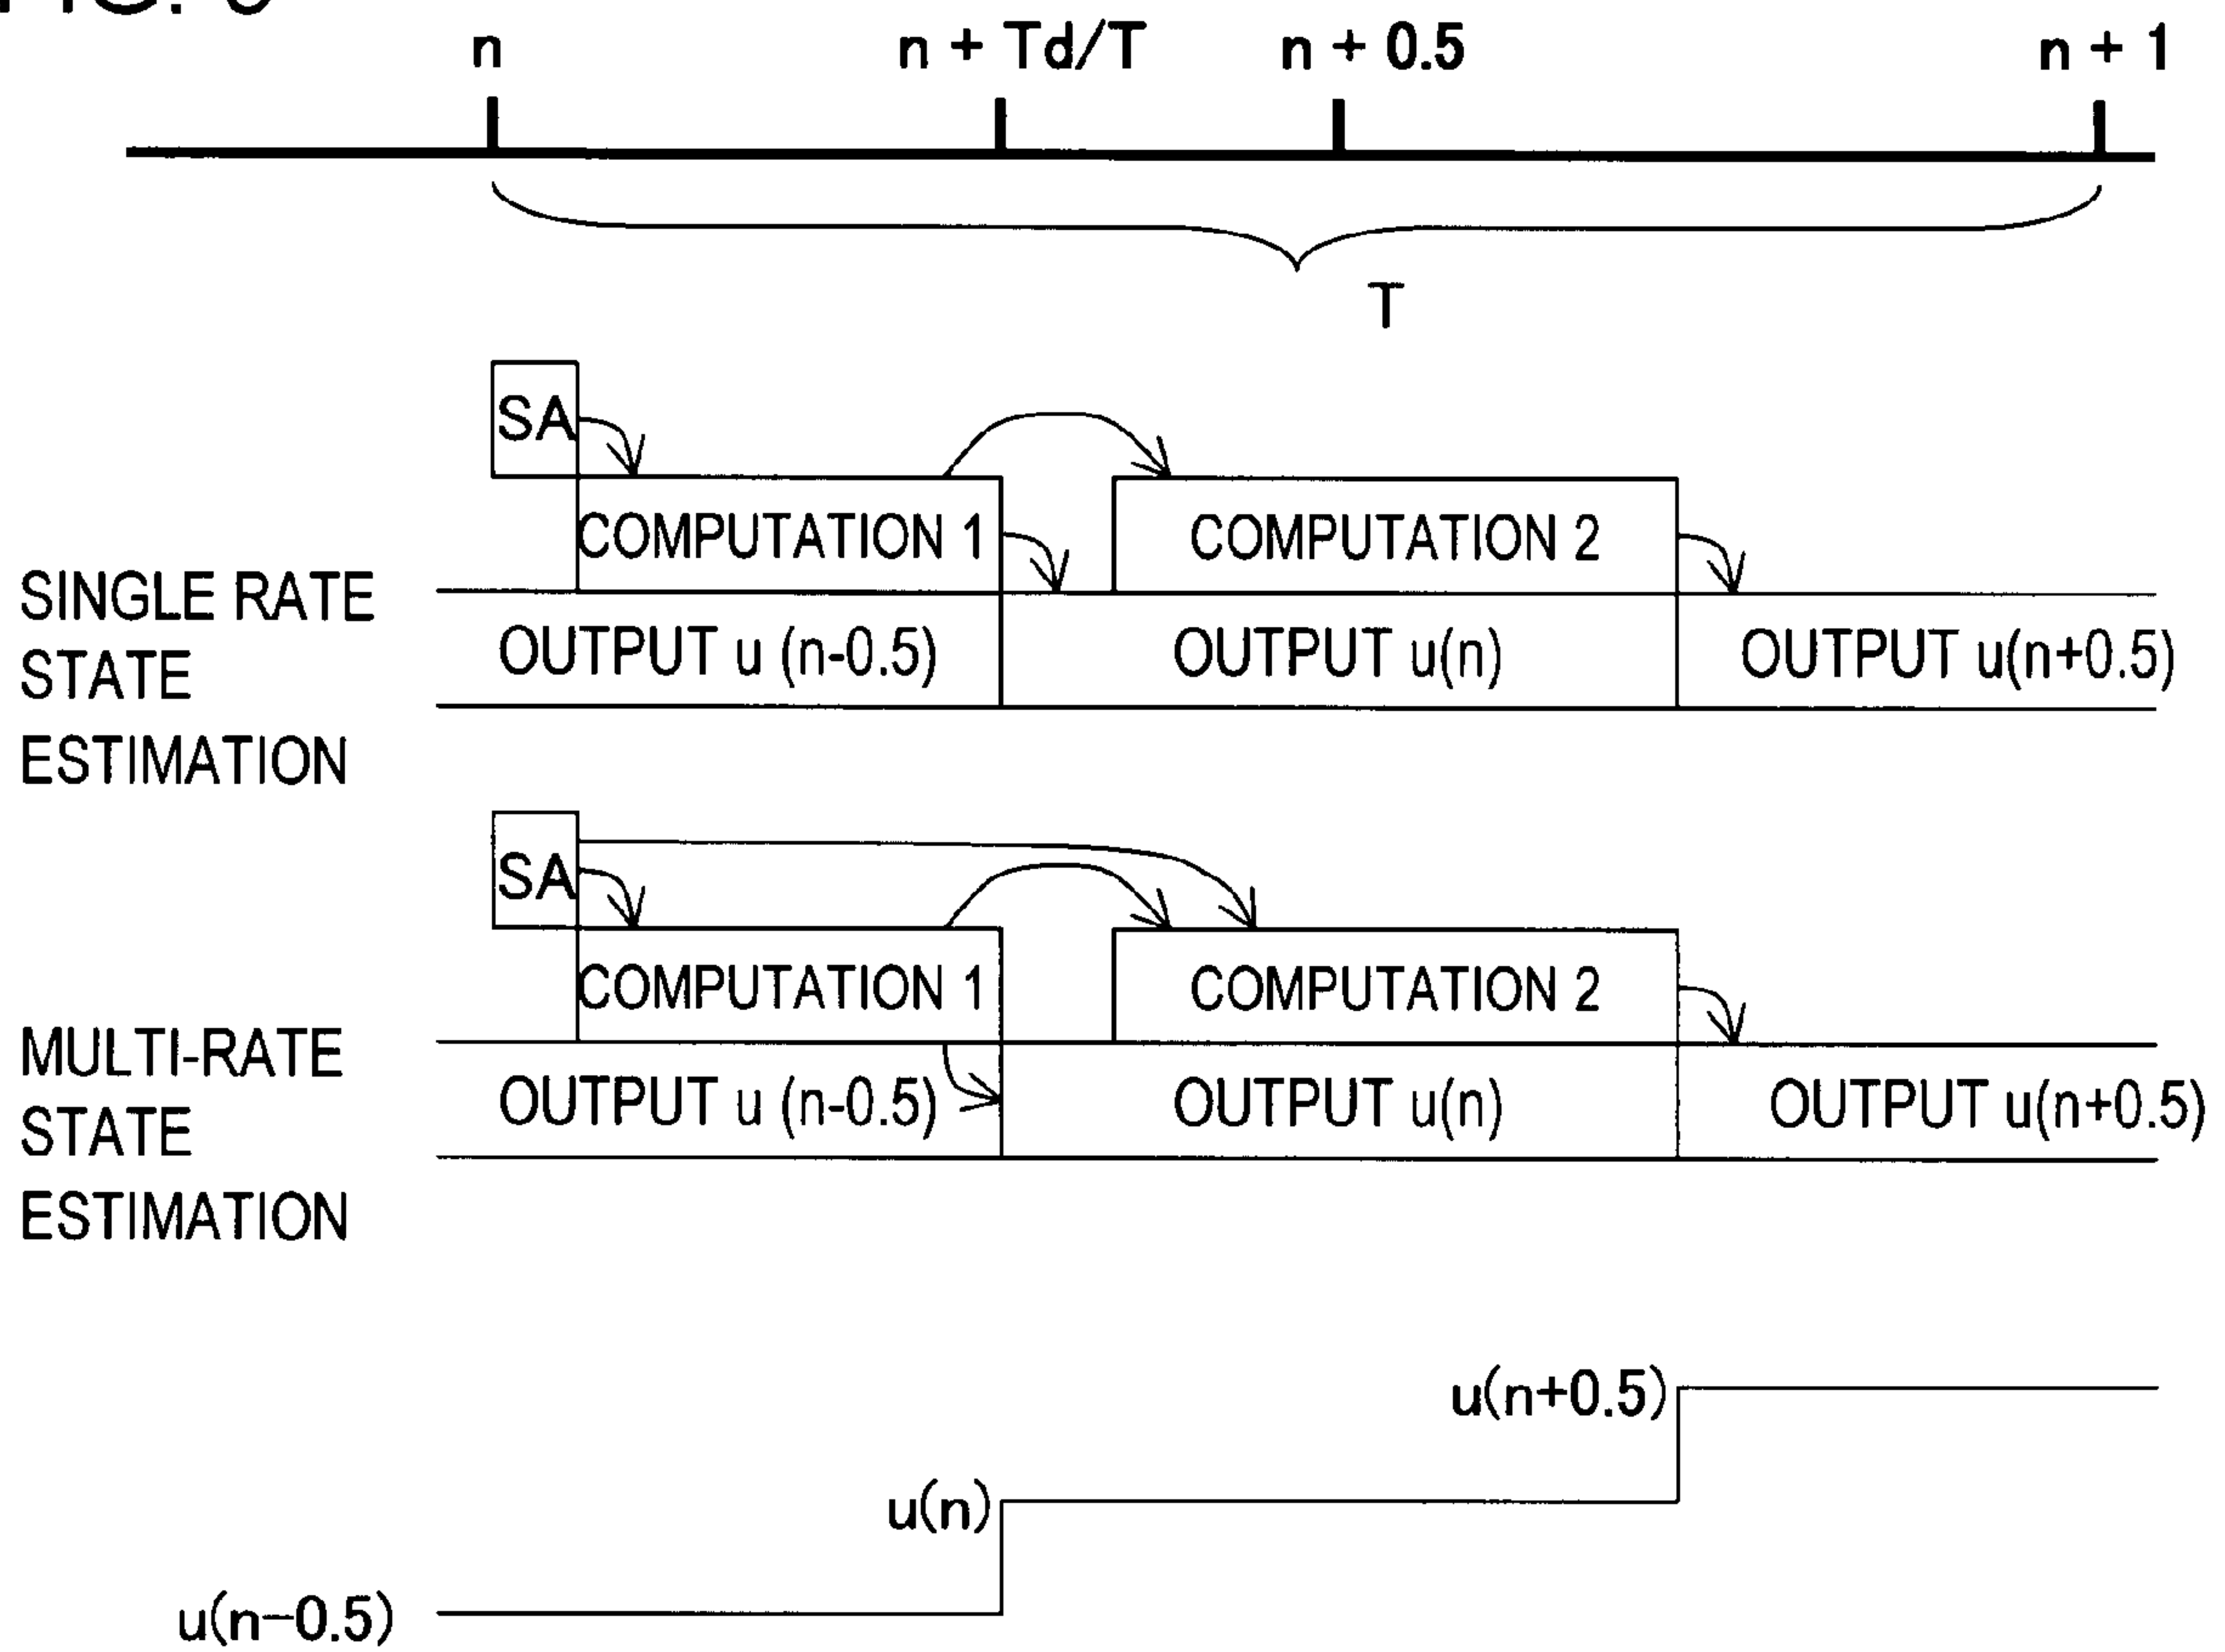 n
n + Td/T
n + 0.5
n + 1
T
SA
COMPUTATION 1
COMPUTATION 2
SINGLE RATE
STATE
ESTIMATION
OUTPUT u (n-0.5)
OUTPUT u(n)
OUTPUT u(n+0.5)
SA
COMPUTATION 1
COMPUTATION 2
MULTI-RATE
STATE
ESTIMATION
OUTPUT u (n-0.5)
OUTPUT u(n)
OUTPUT u(n+0.5)
u(n+0.5)
u(n)
u(n-0.5)